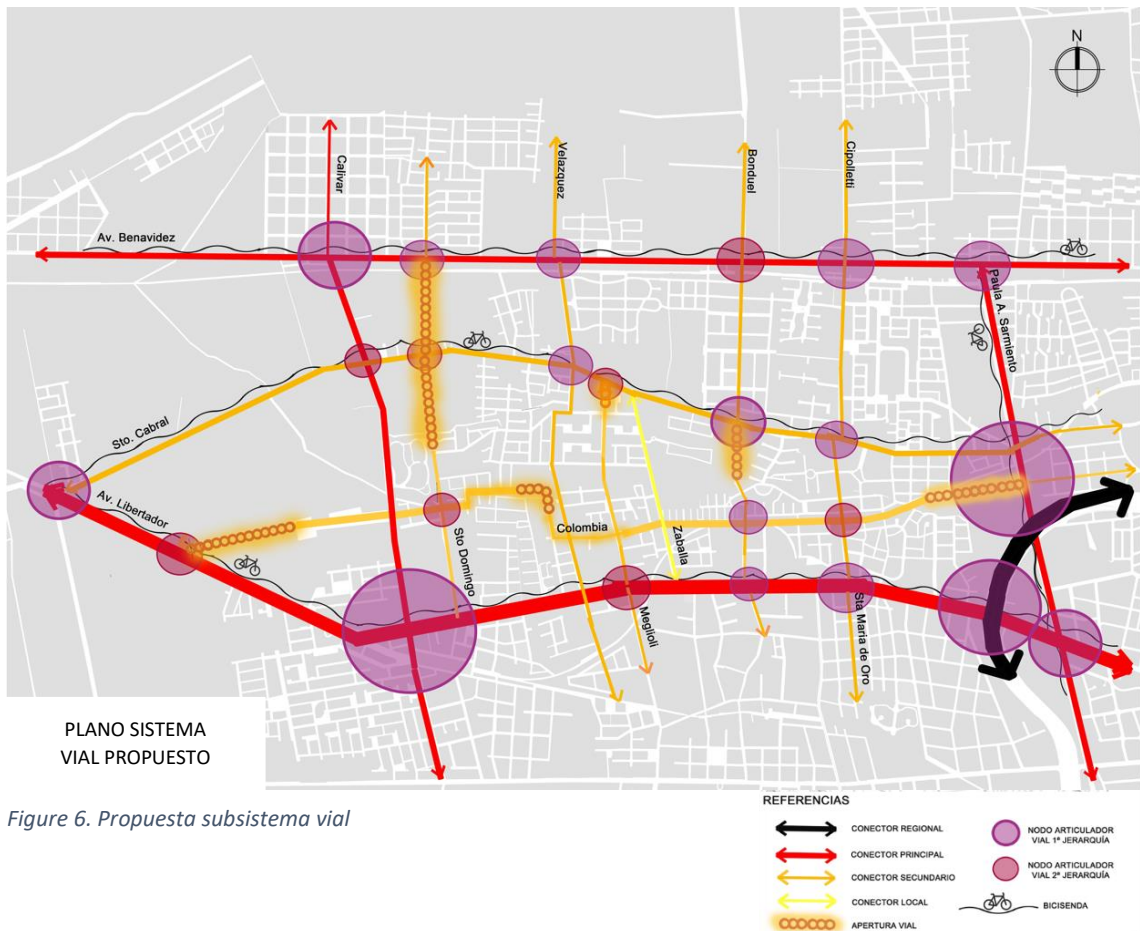 N
Calivar
Velazquez
Bonduel
Cipolletti
Av. Benavidez
Paula A. Sarmiento
Sto. Cabral
Av. Libertador
Colombia
Sto Domingo
Zaballa
Meglioli
Sta Maria de Oro
PLANO SISTEMA
VIAL PROPUESTO
Figure 6. Propuesta subsistema vial
REFERENCIAS
CONECTOR REGIONAL
CONECTOR PRINCIPAL
CONECTOR SECUNDARIO
CONECTOR LOCAL
APERTURA VIAL
NODO ARTICULADOR
VIAL 1ª JERARQUÍA
NODO ARTICULADOR
VIAL 2ª JERARQUÍA
BICISENDA